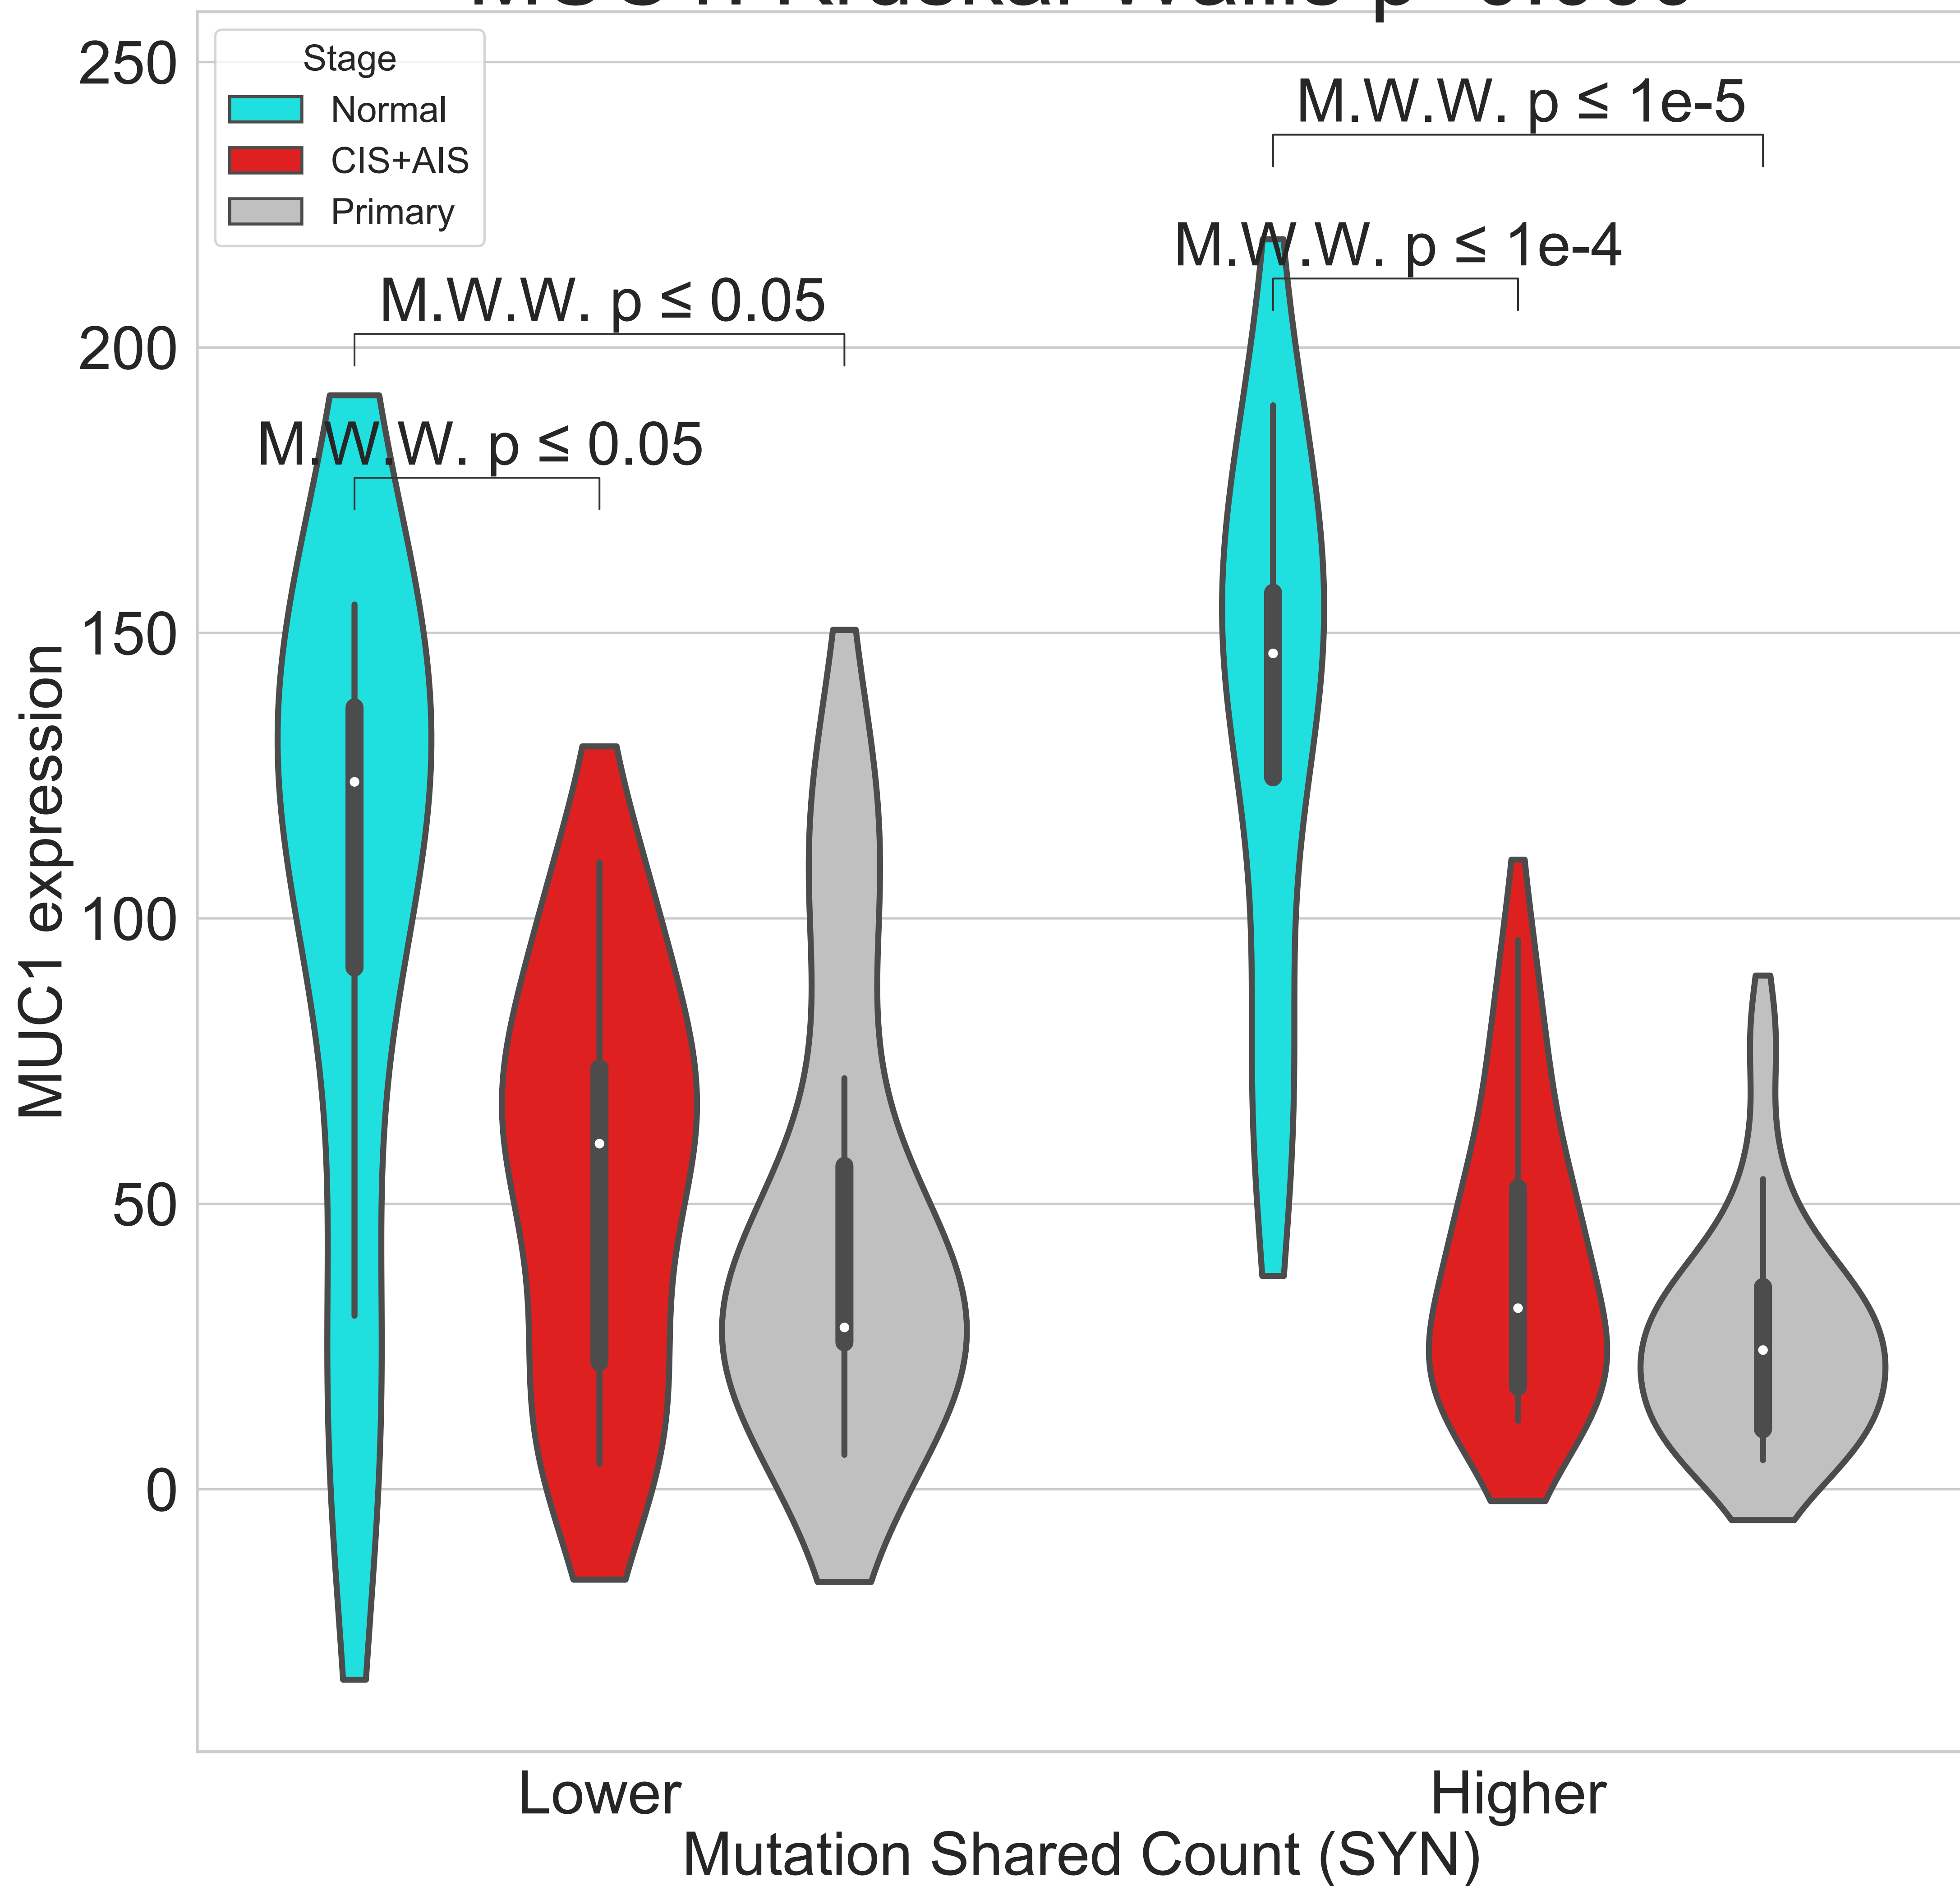 250
200
150
100
50
0
MUC1 expression
Stage
Normal
CIS+AIS
Primary
M.W.W. p ≤ 1e-5
M.W.W. p ≤ 1e-4
M.W.W. p ≤ 0.05
M.W.W. p ≤ 0.05
Lower
Higher
Mutation Shared Count (SYN)